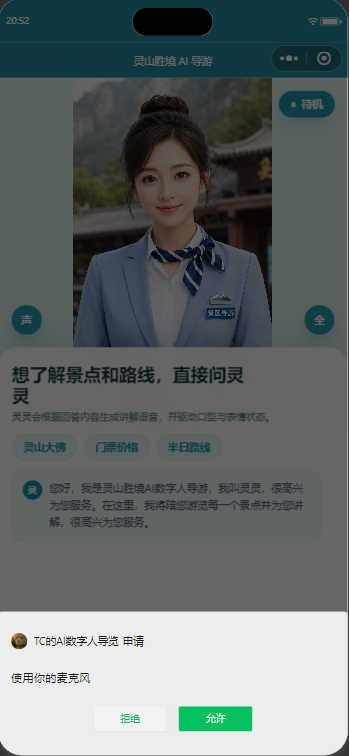 20:52
灵山胜境 AI 导游
待机
景区导游
声
全
想了解景点和路线，直接问灵
灵
灵灵会根据回答内容生成讲解语音，并驱动口型与表情状态。
灵山大佛
门票价格
半日路线
灵
您好，我是灵山胜境AI数字人导游，我叫灵灵，很高兴
为您服务。在这里，我将陪您游览每一个景点并为您讲
解，很高兴为您服务。
TC的AI数字人导览 申请
使用你的麦克风
拒绝
允许